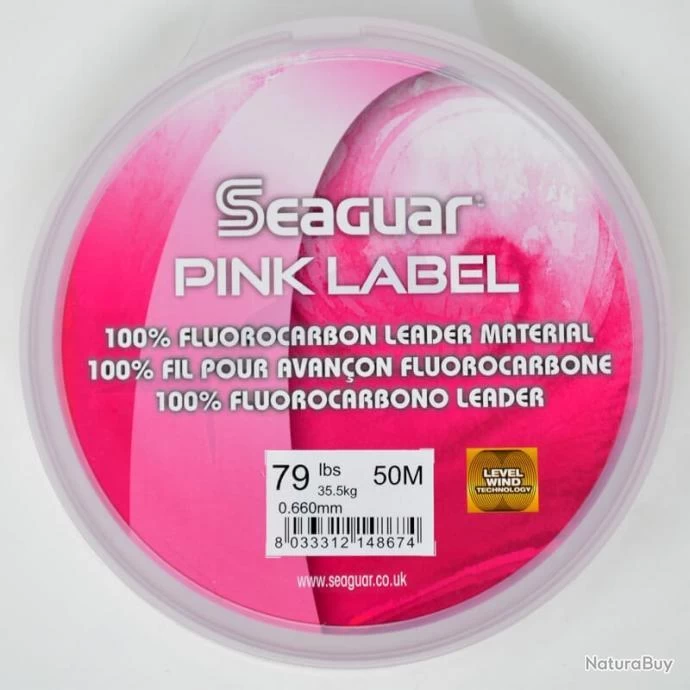 SEAGUAR™
PINK LABEL
100% FLUOROCARBON LEADER MATERIAL
100% FIL POUR AVANÇON FLUOROCARBONE
100% FLUOROCARBONO LEADER
79 lbs 50M
35.5kg
0.660mm
8 033312 148674
LEVEL
WIND
TECHNOLOGY
www.seaguar.co.uk
NaturaBuy